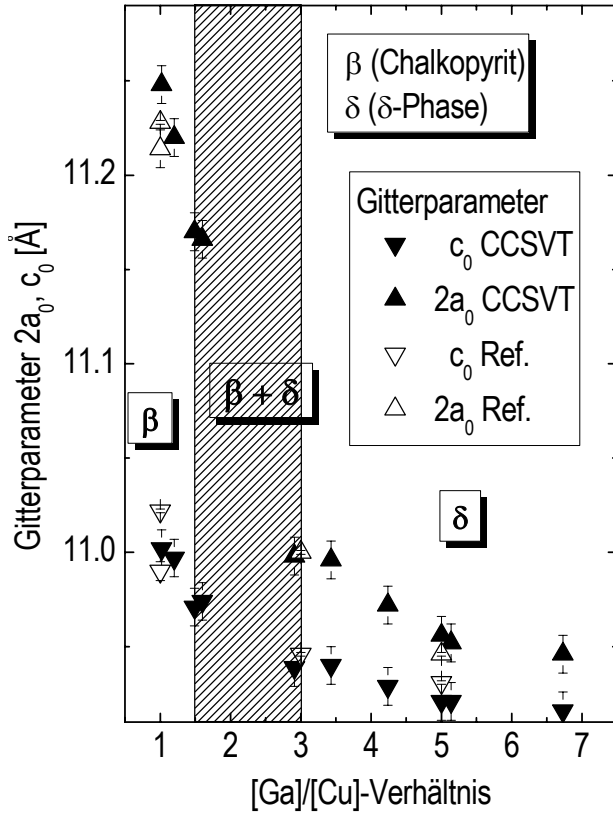 β (Chalkopyrit)
δ (δ-Phase)
Gitterparameter
c₀ CCSVT
2a₀ CCSVT
c₀ Ref.
2a₀ Ref.
β
β + δ
δ
11.2
11.1
11.0
Gitterparameter 2a₀, c₀ [Å]
1 2 3 4 5 6 7
[Ga]/[Cu]-Verhältnis